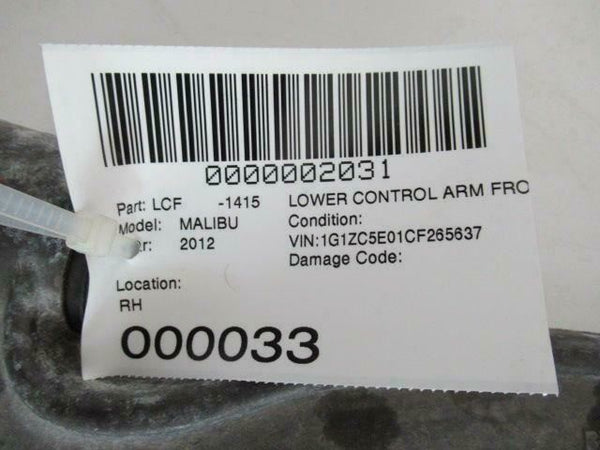 0000002031
Part: LCF -1415 LOWER CONTROL ARM FRO
Model: MALIBU Condition:
2012 VIN:1G1ZC5E01CF265637
Damage Code:
Location:
RH
000033